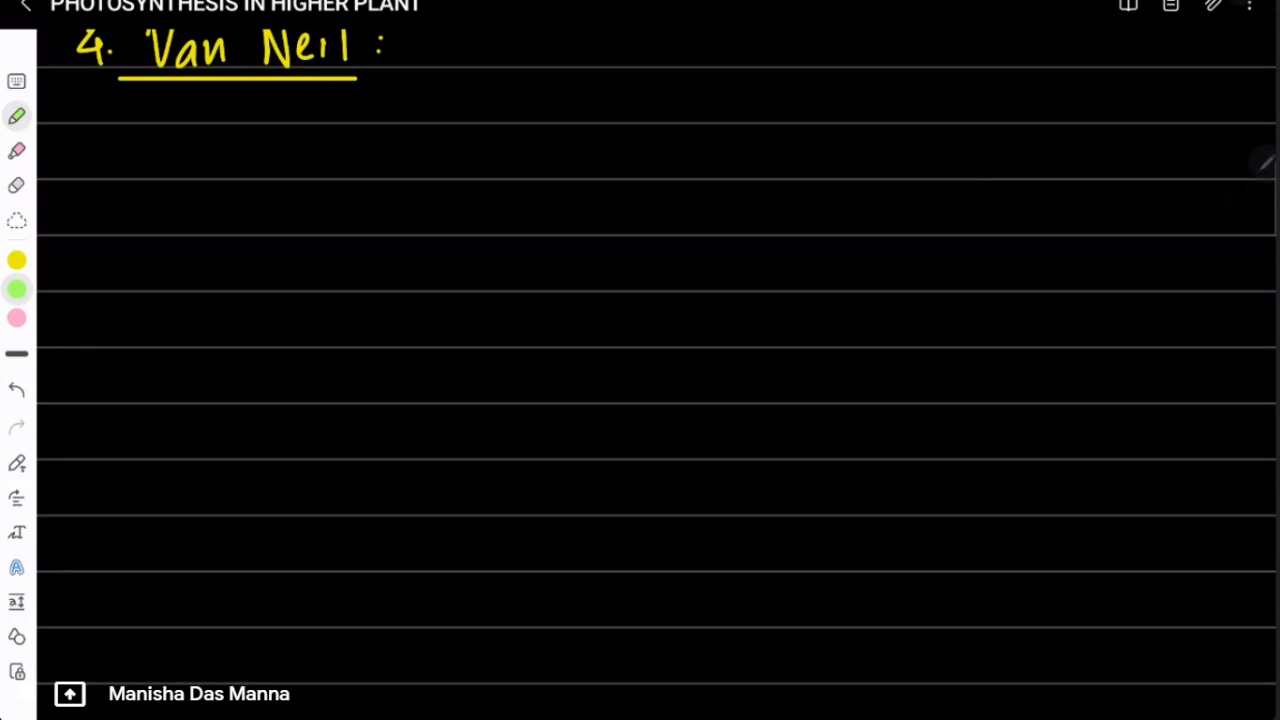 PHOTOSYNTHESIS IN HIGHER PLANT
4. Van Neil :
Manisha Das Manna